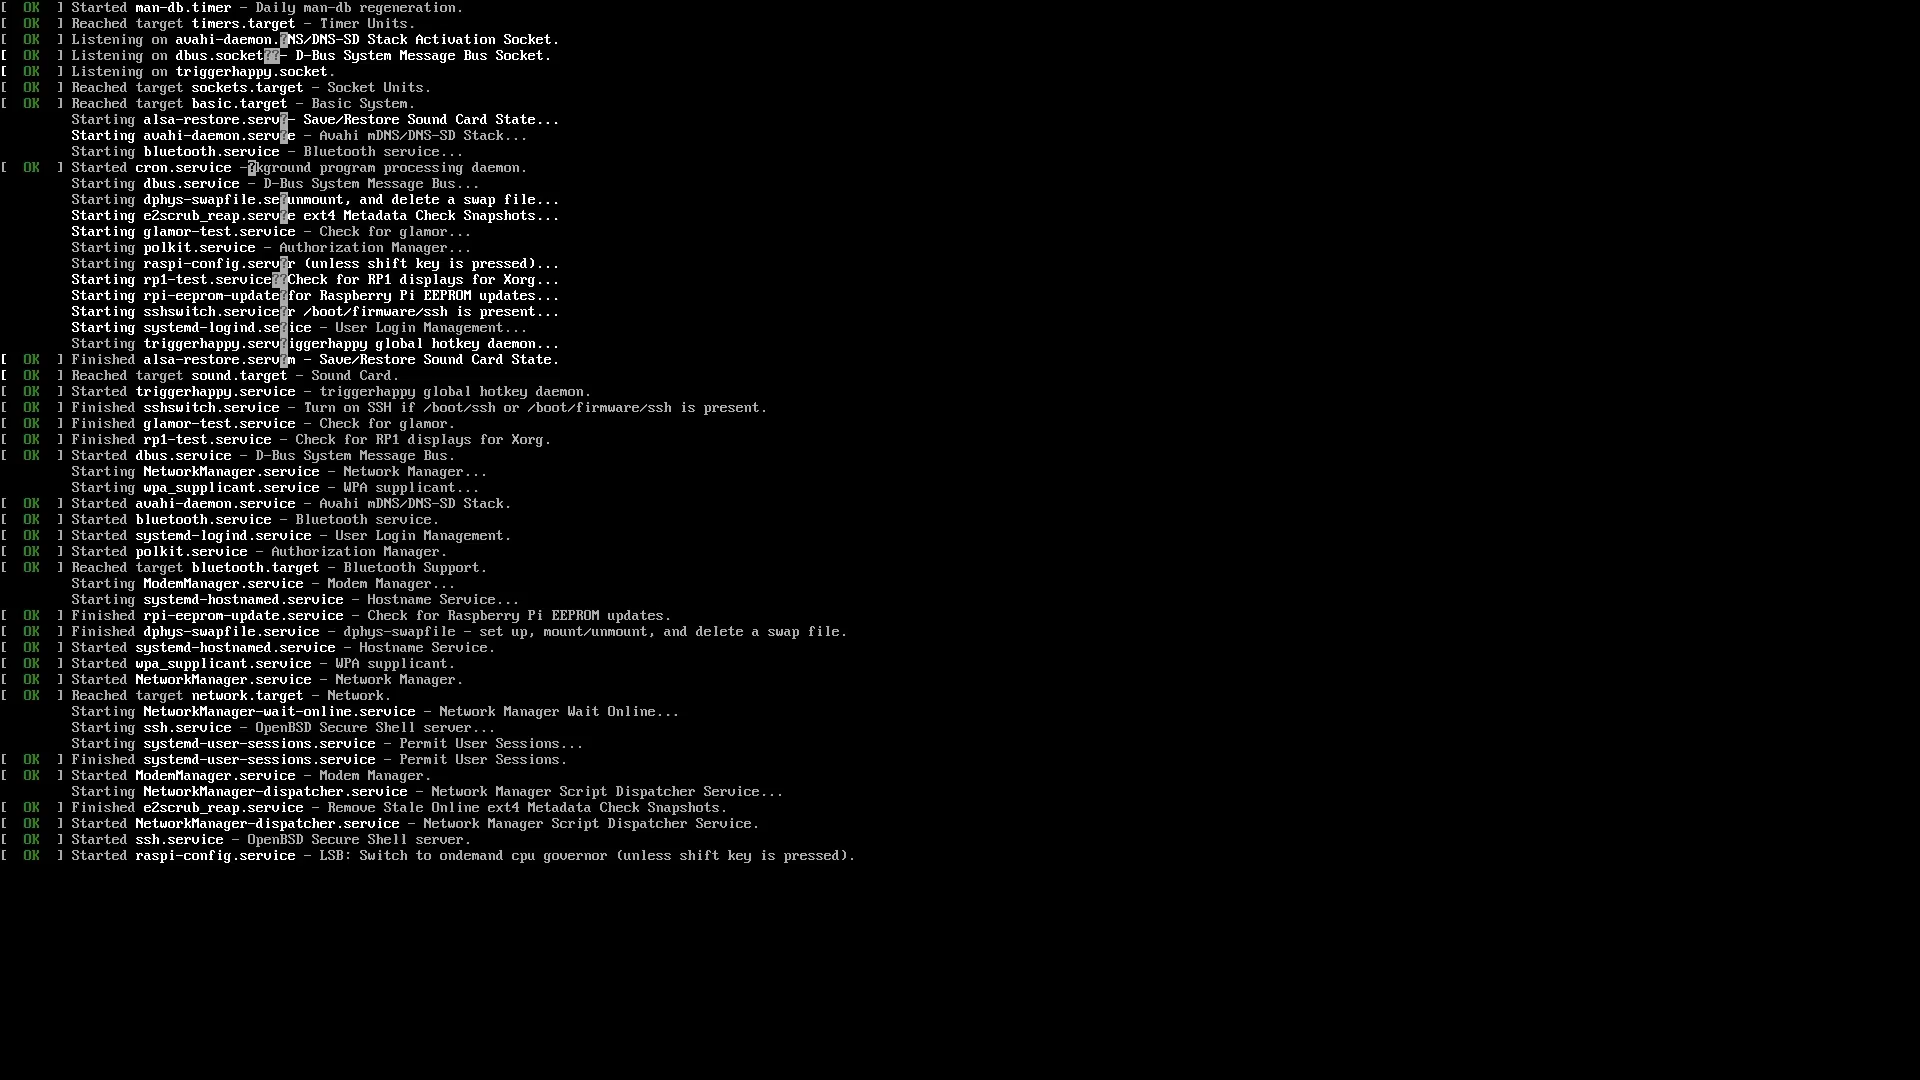 [  OK  ] Started man-db.timer - Daily man-db regeneration.
[  OK  ] Reached target timers.target - Timer Units.
[  OK  ] Listening on avahi-daemon.?NS/DNS-SD Stack Activation Socket.
[  OK  ] Listening on dbus.socket??- D-Bus System Message Bus Socket.
[  OK  ] Listening on triggerhappy.socket.
[  OK  ] Reached target sockets.target - Socket Units.
[  OK  ] Reached target basic.target - Basic System.
         Starting alsa-restore.serv?- Save/Restore Sound Card State...
         Starting avahi-daemon.serv?e - Avahi mDNS/DNS-SD Stack...
         Starting bluetooth.service - Bluetooth service...
[  OK  ] Started cron.service -?kground program processing daemon.
         Starting dbus.service - D-Bus System Message Bus...
         Starting dphys-swapfile.se?unmount, and delete a swap file...
         Starting e2scrub_reap.serv?e ext4 Metadata Check Snapshots...
         Starting glamor-test.service - Check for glamor...
         Starting polkit.service - Authorization Manager...
         Starting raspi-config.serv?r (unless shift key is pressed)...
         Starting rp1-test.service??Check for RP1 displays for Xorg...
         Starting rpi-eeprom-update?for Raspberry Pi EEPROM updates...
         Starting sshswitch.service?r /boot/firmware/ssh is present...
         Starting systemd-logind.se?ice - User Login Management...
         Starting triggerhappy.serv?iggerhappy global hotkey daemon...
[  OK  ] Finished alsa-restore.serv?m - Save/Restore Sound Card State.
[  OK  ] Reached target sound.target - Sound Card.
[  OK  ] Started triggerhappy.service - triggerhappy global hotkey daemon.
[  OK  ] Finished sshswitch.service - Turn on SSH if /boot/ssh or /boot/firmware/ssh is present.
[  OK  ] Finished glamor-test.service - Check for glamor.
[  OK  ] Finished rp1-test.service - Check for RP1 displays for Xorg.
[  OK  ] Started dbus.service - D-Bus System Message Bus.
         Starting NetworkManager.service - Network Manager...
         Starting wpa_supplicant.service - WPA supplicant...
[  OK  ] Started avahi-daemon.service - Avahi mDNS/DNS-SD Stack.
[  OK  ] Started bluetooth.service - Bluetooth service.
[  OK  ] Started systemd-logind.service - User Login Management.
[  OK  ] Started polkit.service - Authorization Manager.
[  OK  ] Reached target bluetooth.target - Bluetooth Support.
         Starting ModemManager.service - Modem Manager...
         Starting systemd-hostnamed.service - Hostname Service...
[  OK  ] Finished rpi-eeprom-update.service - Check for Raspberry Pi EEPROM updates.
[  OK  ] Finished dphys-swapfile.service - dphys-swapfile - set up, mount/unmount, and delete a swap file.
[  OK  ] Started systemd-hostnamed.service - Hostname Service.
[  OK  ] Started wpa_supplicant.service - WPA supplicant.
[  OK  ] Started NetworkManager.service - Network Manager.
[  OK  ] Reached target network.target - Network.
         Starting NetworkManager-wait-online.service - Network Manager Wait Online...
         Starting ssh.service - OpenBSD Secure Shell server...
         Starting systemd-user-sessions.service - Permit User Sessions...
[  OK  ] Finished systemd-user-sessions.service - Permit User Sessions.
[  OK  ] Started ModemManager.service - Modem Manager.
         Starting NetworkManager-dispatcher.service - Network Manager Script Dispatcher Service...
[  OK  ] Finished e2scrub_reap.service - Remove Stale Online ext4 Metadata Check Snapshots.
[  OK  ] Started NetworkManager-dispatcher.service - Network Manager Script Dispatcher Service.
[  OK  ] Started ssh.service - OpenBSD Secure Shell server.
[  OK  ] Started raspi-config.service - LSB: Switch to ondemand cpu governor (unless shift key is pressed).